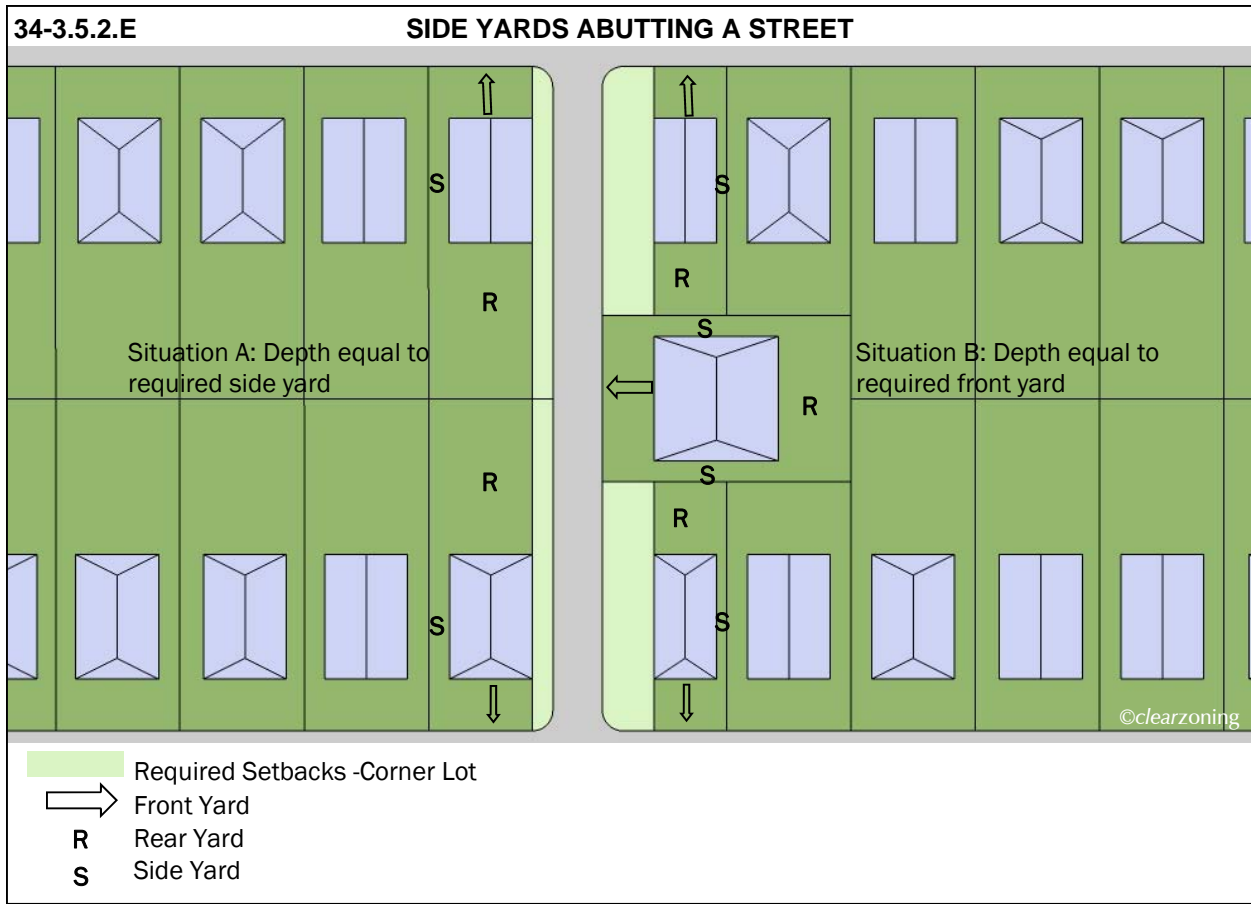 34-3.5.2.E SIDE YARDS ABUTTING A STREET
S
S
R
R
S
Situation A: Depth equal to
required side yard
Situation B: Depth equal to
required front yard
R
R
S
R
S
S
©clearzoning
Required Setbacks -Corner Lot
Front Yard
R Rear Yard
S Side Yard